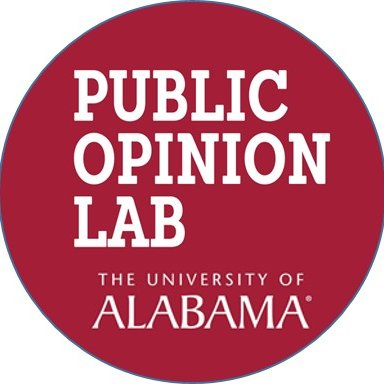 PUBLIC
OPINION
LAB
THE UNIVERSITY OF
ALABAMA®